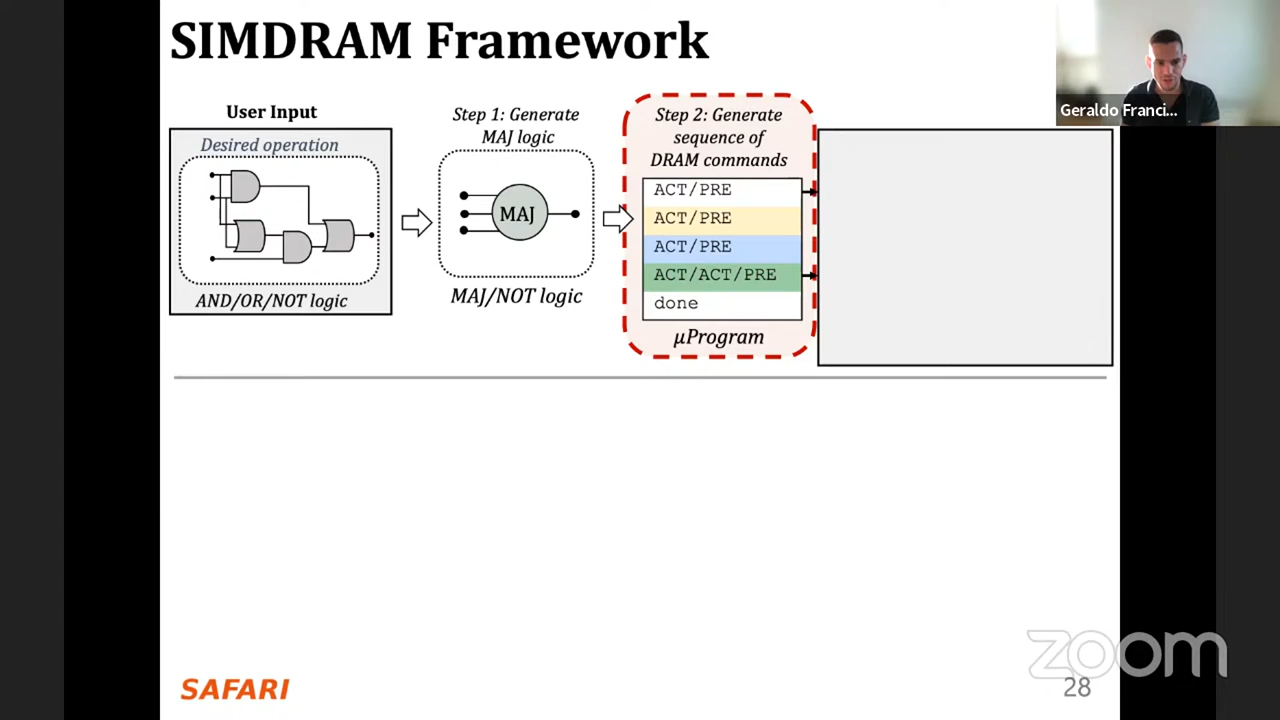 SIMDRAM Framework
Geraldo Franci...
User Input
Desired operation
AND/OR/NOT logic
Step 1: Generate
MAJ logic
MAJ
MAJ/NOT logic
Step 2: Generate
sequence of
DRAM commands
ACT/PRE
ACT/PRE
ACT/PRE
ACT/ACT/PRE
done
μProgram
SAFARI
zoom
28